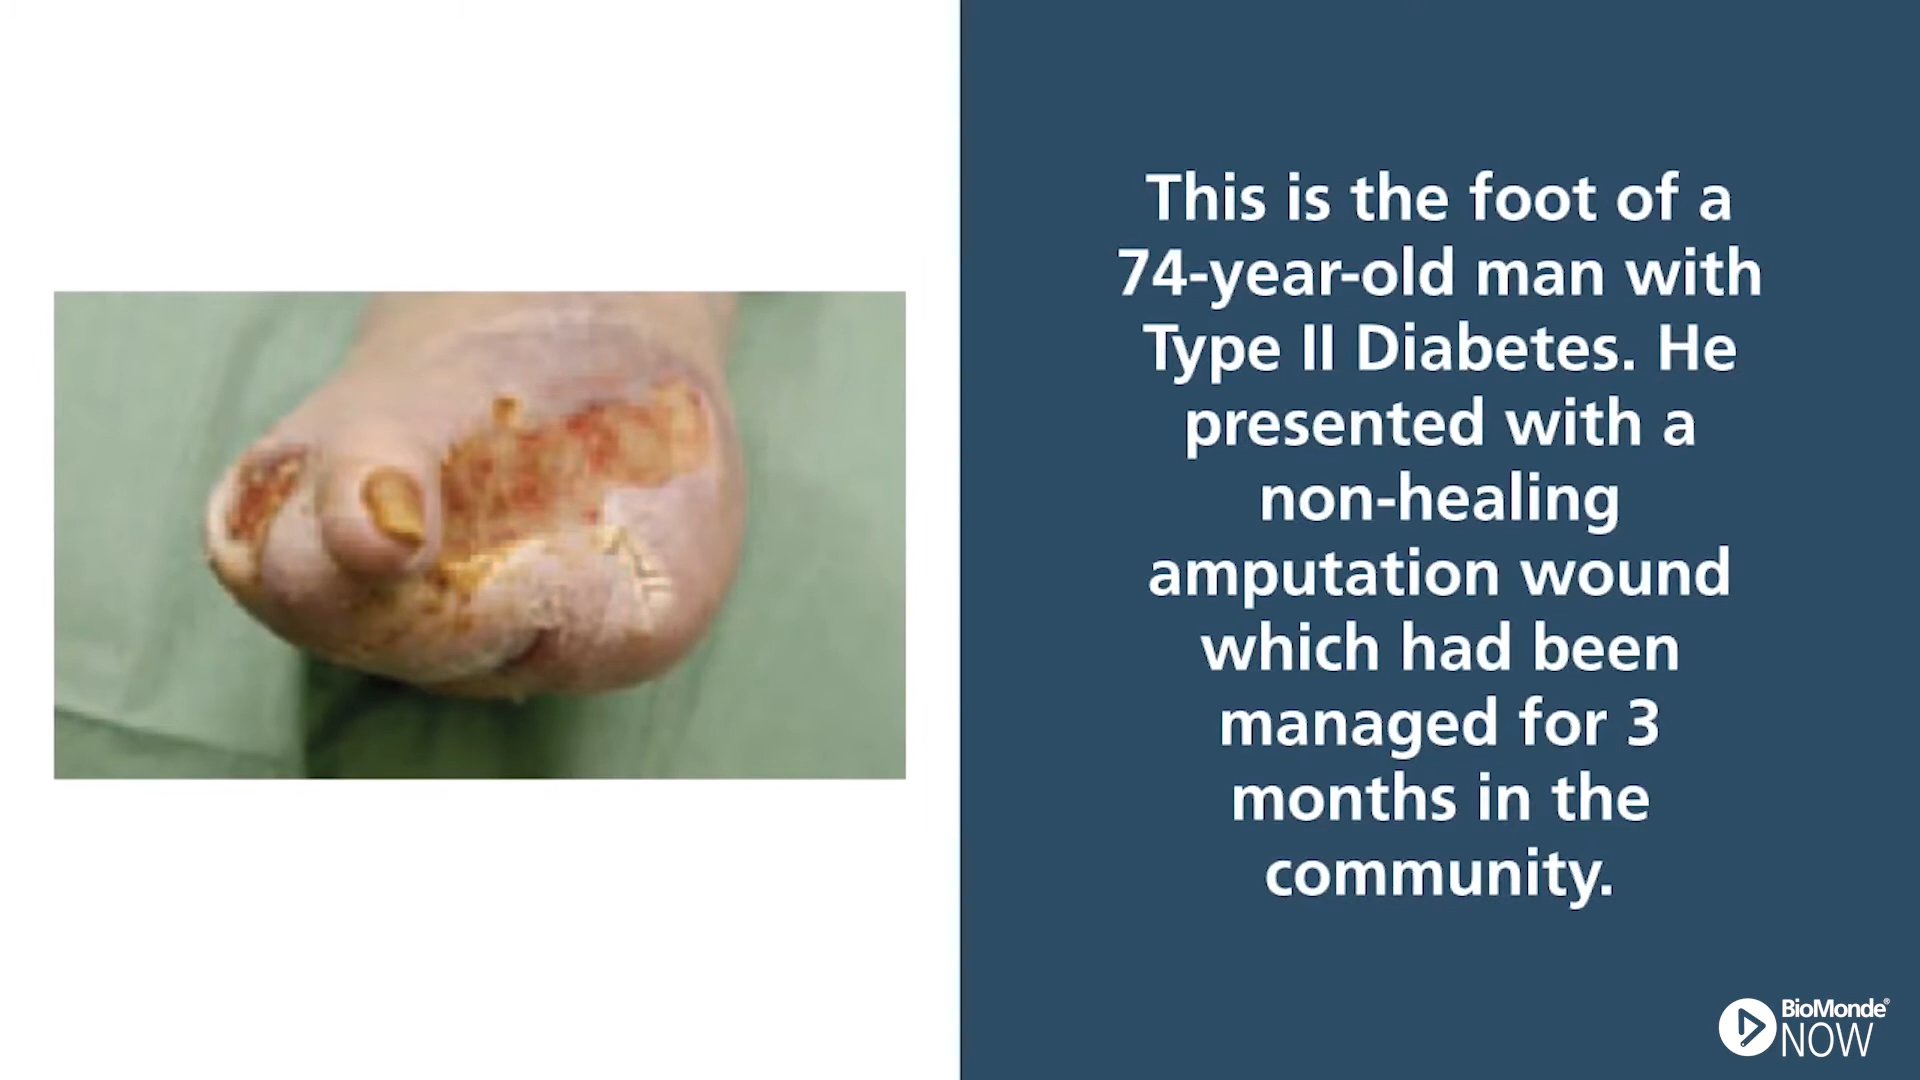 This is the foot of a
74-year-old man with
Type II Diabetes. He
presented with a
non-healing
amputation wound
which had been
managed for 3
months in the
community.
BioMonde®
NOW